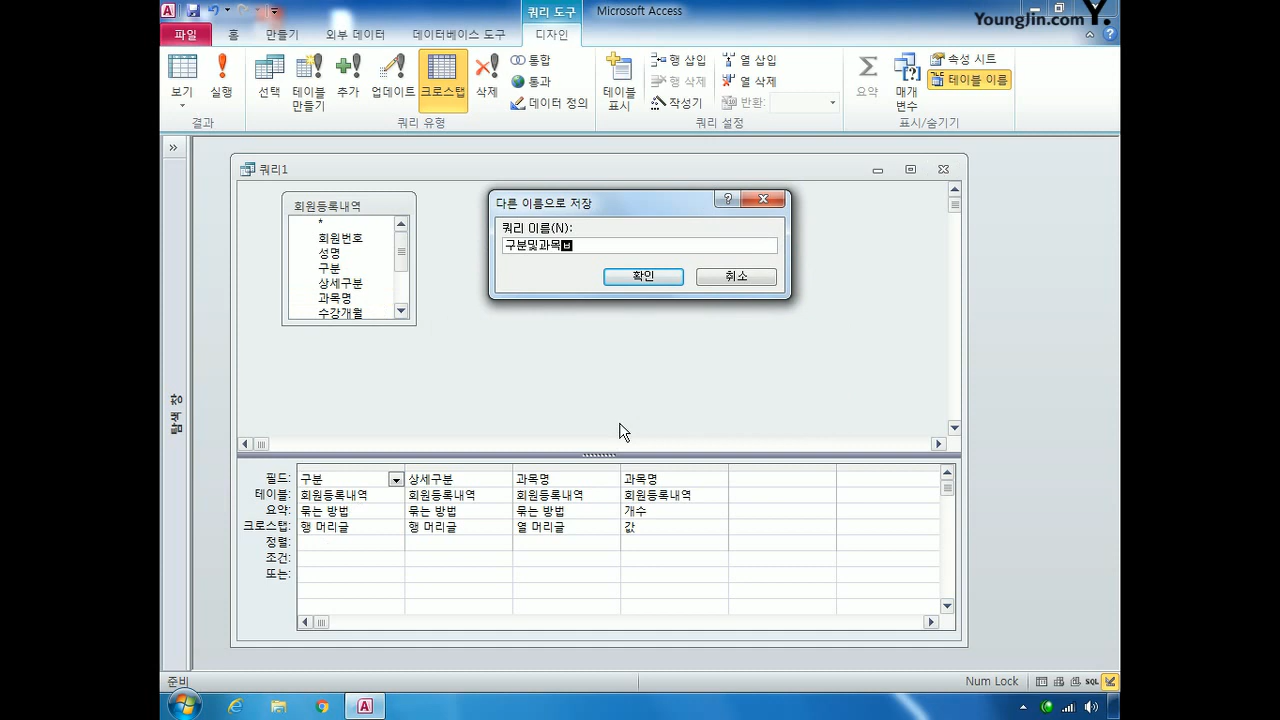 쿼리 도구
Microsoft Access
YoungJin.com Y.
파일
홈
만들기
외부 데이터
데이터베이스 도구
디자인
보기
실행
결과
선택
테이블 만들기
추가
업데이트
크로스탭
삭제
통합
통과
데이터 정의
쿼리 유형
테이블 표시
행 삽입
행 삭제
작성기
열 삽입
열 삭제
반환:
쿼리 설정
요약
매개 변수
속성 시트
테이블 이름
표시/숨기기
쿼리1
회원등록내역
*
회원번호
성명
구분
상세구분
과목명
수강개월
다른 이름으로 저장
쿼리 이름(N):
구분및과목ㅂ
확인
취소
탐색 창
필드: 구분 상세구분 과목명 과목명
테이블: 회원등록내역 회원등록내역 회원등록내역 회원등록내역
요약: 묶는 방법 묶는 방법 묶는 방법 개수
크로스탭: 행 머리글 행 머리글 열 머리글 값
정렬:
조건:
또는:
준비
Num Lock
SQL